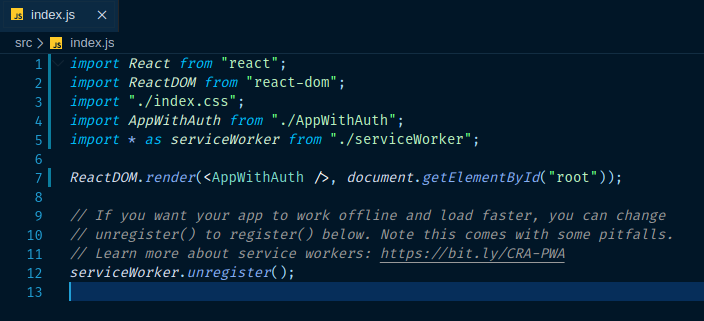 JS index.js ×
src > JS index.js
1 import React from "react";
2 import ReactDOM from "react-dom";
3 import "./index.css";
4 import AppWithAuth from "./AppWithAuth";
5 import * as serviceWorker from "./serviceWorker";
6
7 ReactDOM.render(<AppWithAuth />, document.getElementById("root"));
8
9 // If you want your app to work offline and load faster, you can change
10 // unregister() to register() below. Note this comes with some pitfalls.
11 // Learn more about service workers: https://bit.ly/CRA-PWA
12 serviceWorker.unregister();
13